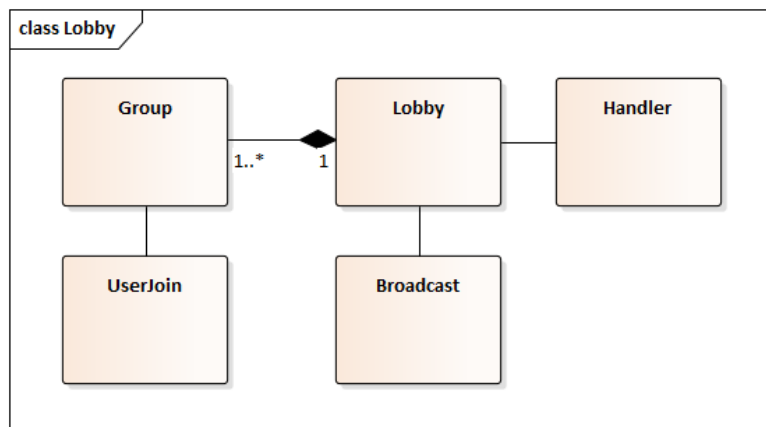 class Lobby
Group
Lobby
Handler
1..*
1
UserJoin
Broadcast